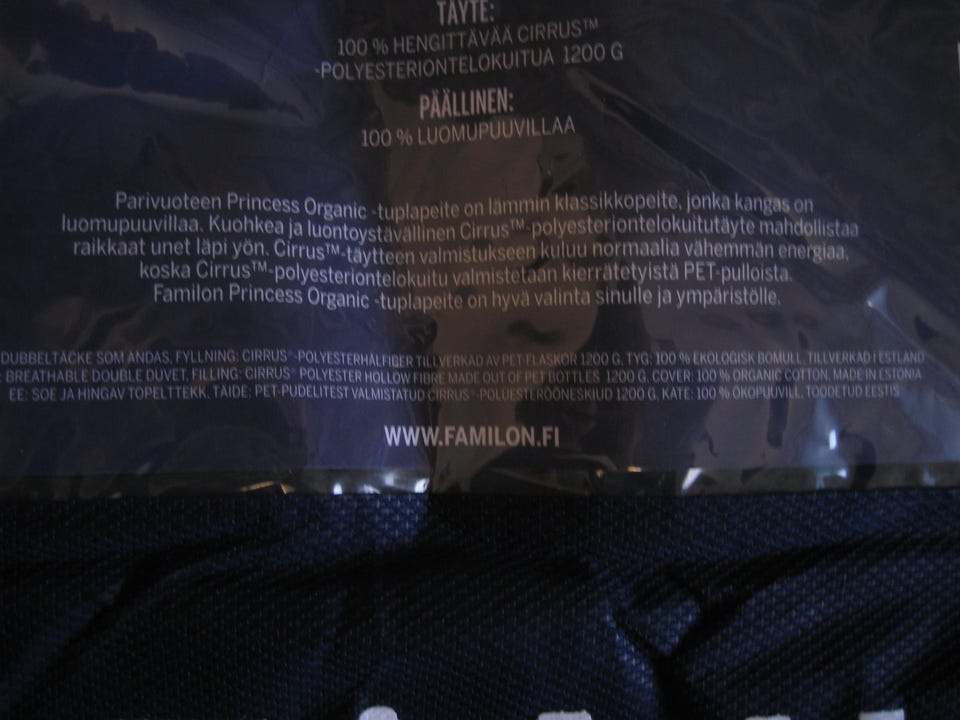 TÄYTE:
100 % HENGITTÄVÄÄ CIRRUS™
-POLYESTERIONTELOKUITUA 1200 G
PÄÄLLINEN:
100 % LUOMUPUUVILLAA
Parivuoteen Princess Organic -tuplapeite on lämmin klassikkopeite, jonka kangas on
luomupuuvillaa. Kuohkea ja luontoystävällinen Cirrus™-polyesteriontelokuitutäyte mahdollistaa
raikkaat unet läpi yön. Cirrus™-täytteen valmistukseen kuluu normaalia vähemmän energiaa,
koska Cirrus™-polyesteriontelokuitu valmistetaan kierrätetyistä PET-pulloista.
Familon Princess Organic -tuplapeite on hyvä valinta sinulle ja ympäristölle.
DUBBELTÄCKE SOM ANDAS, FYLLNING: CIRRUS®-POLYESTERHÅLFIBER TILLVERKAD AV PET-FLASKOR 1200 G. TYG: 100 % EKOLOGISK BOMULL. TILLVERKAD I ESTLAND
: BREATHABLE DOUBLE DUVET, FILLING: CIRRUS® POLYESTER HOLLOW FIBRE MADE OUT OF PET BOTTLES 1200 G. COVER: 100 % ORGANIC COTTON. MADE IN ESTONIA
EE: SOE JA HINGAV TOPELTTEKK. TÄIDE: PET-PUDELITEST VALMISTATUD CIRRUS®-POLUESTERÕÕNESKIUD 1200 G, KATE: 100 % ÖKOPUUVILL. TOODETUD EESTIS
WWW.FAMILON.FI